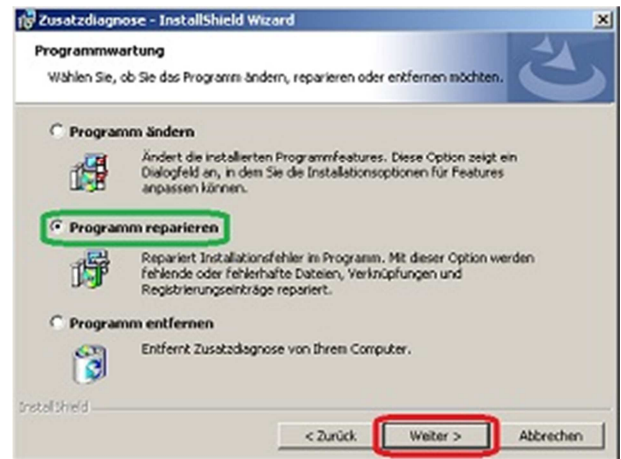 Zusatzdiagnose - InstallShield Wizard
Programmwartung
Wählen Sie, ob Sie das Programm ändern, reparieren oder entfernen möchten.
Programm ändern
Ändert die installierten Programmfeatures. Diese Option zeigt ein
Dialogfeld an, in dem Sie die Installationsoptionen für Features
anpassen können.
Programm reparieren
Repariert Installationsfehler im Programm. Mit dieser Option werden
fehlende oder fehlerhafte Dateien, Verknüpfungen und
Registrierungseinträge repariert.
Programm entfernen
Entfernt Zusatzdiagnose von Ihrem Computer.
InstallShield
< Zurück
Weiter >
Abbrechen